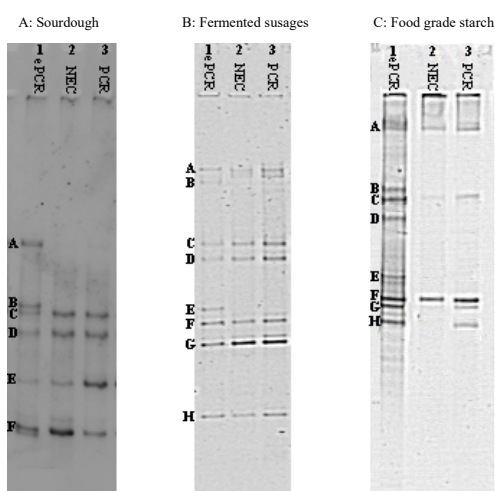 A: Sourdough
B: Fermented susages
C: Food grade starch
1 2 3
ePCR NEC PCR
A
B
C
D
E
F
1 2 3
ePCR NEC PCR
A
B
C
D
E
F
G
H
1 2 3
ePCR NEC PCR
A
B
C
D
E
F
G
H